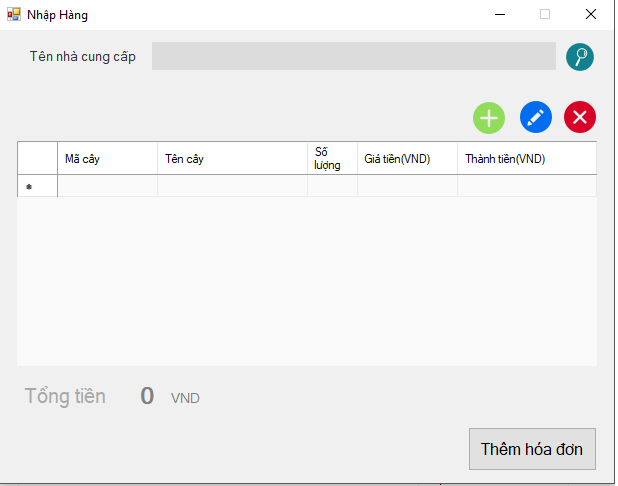 Nhập Hàng
Tên nhà cung cấp
Mã cây Tên cây Số lượng Giá tiền(VND) Thành tiền(VND)
*
Tổng tiền 0 VND
Thêm hóa đơn